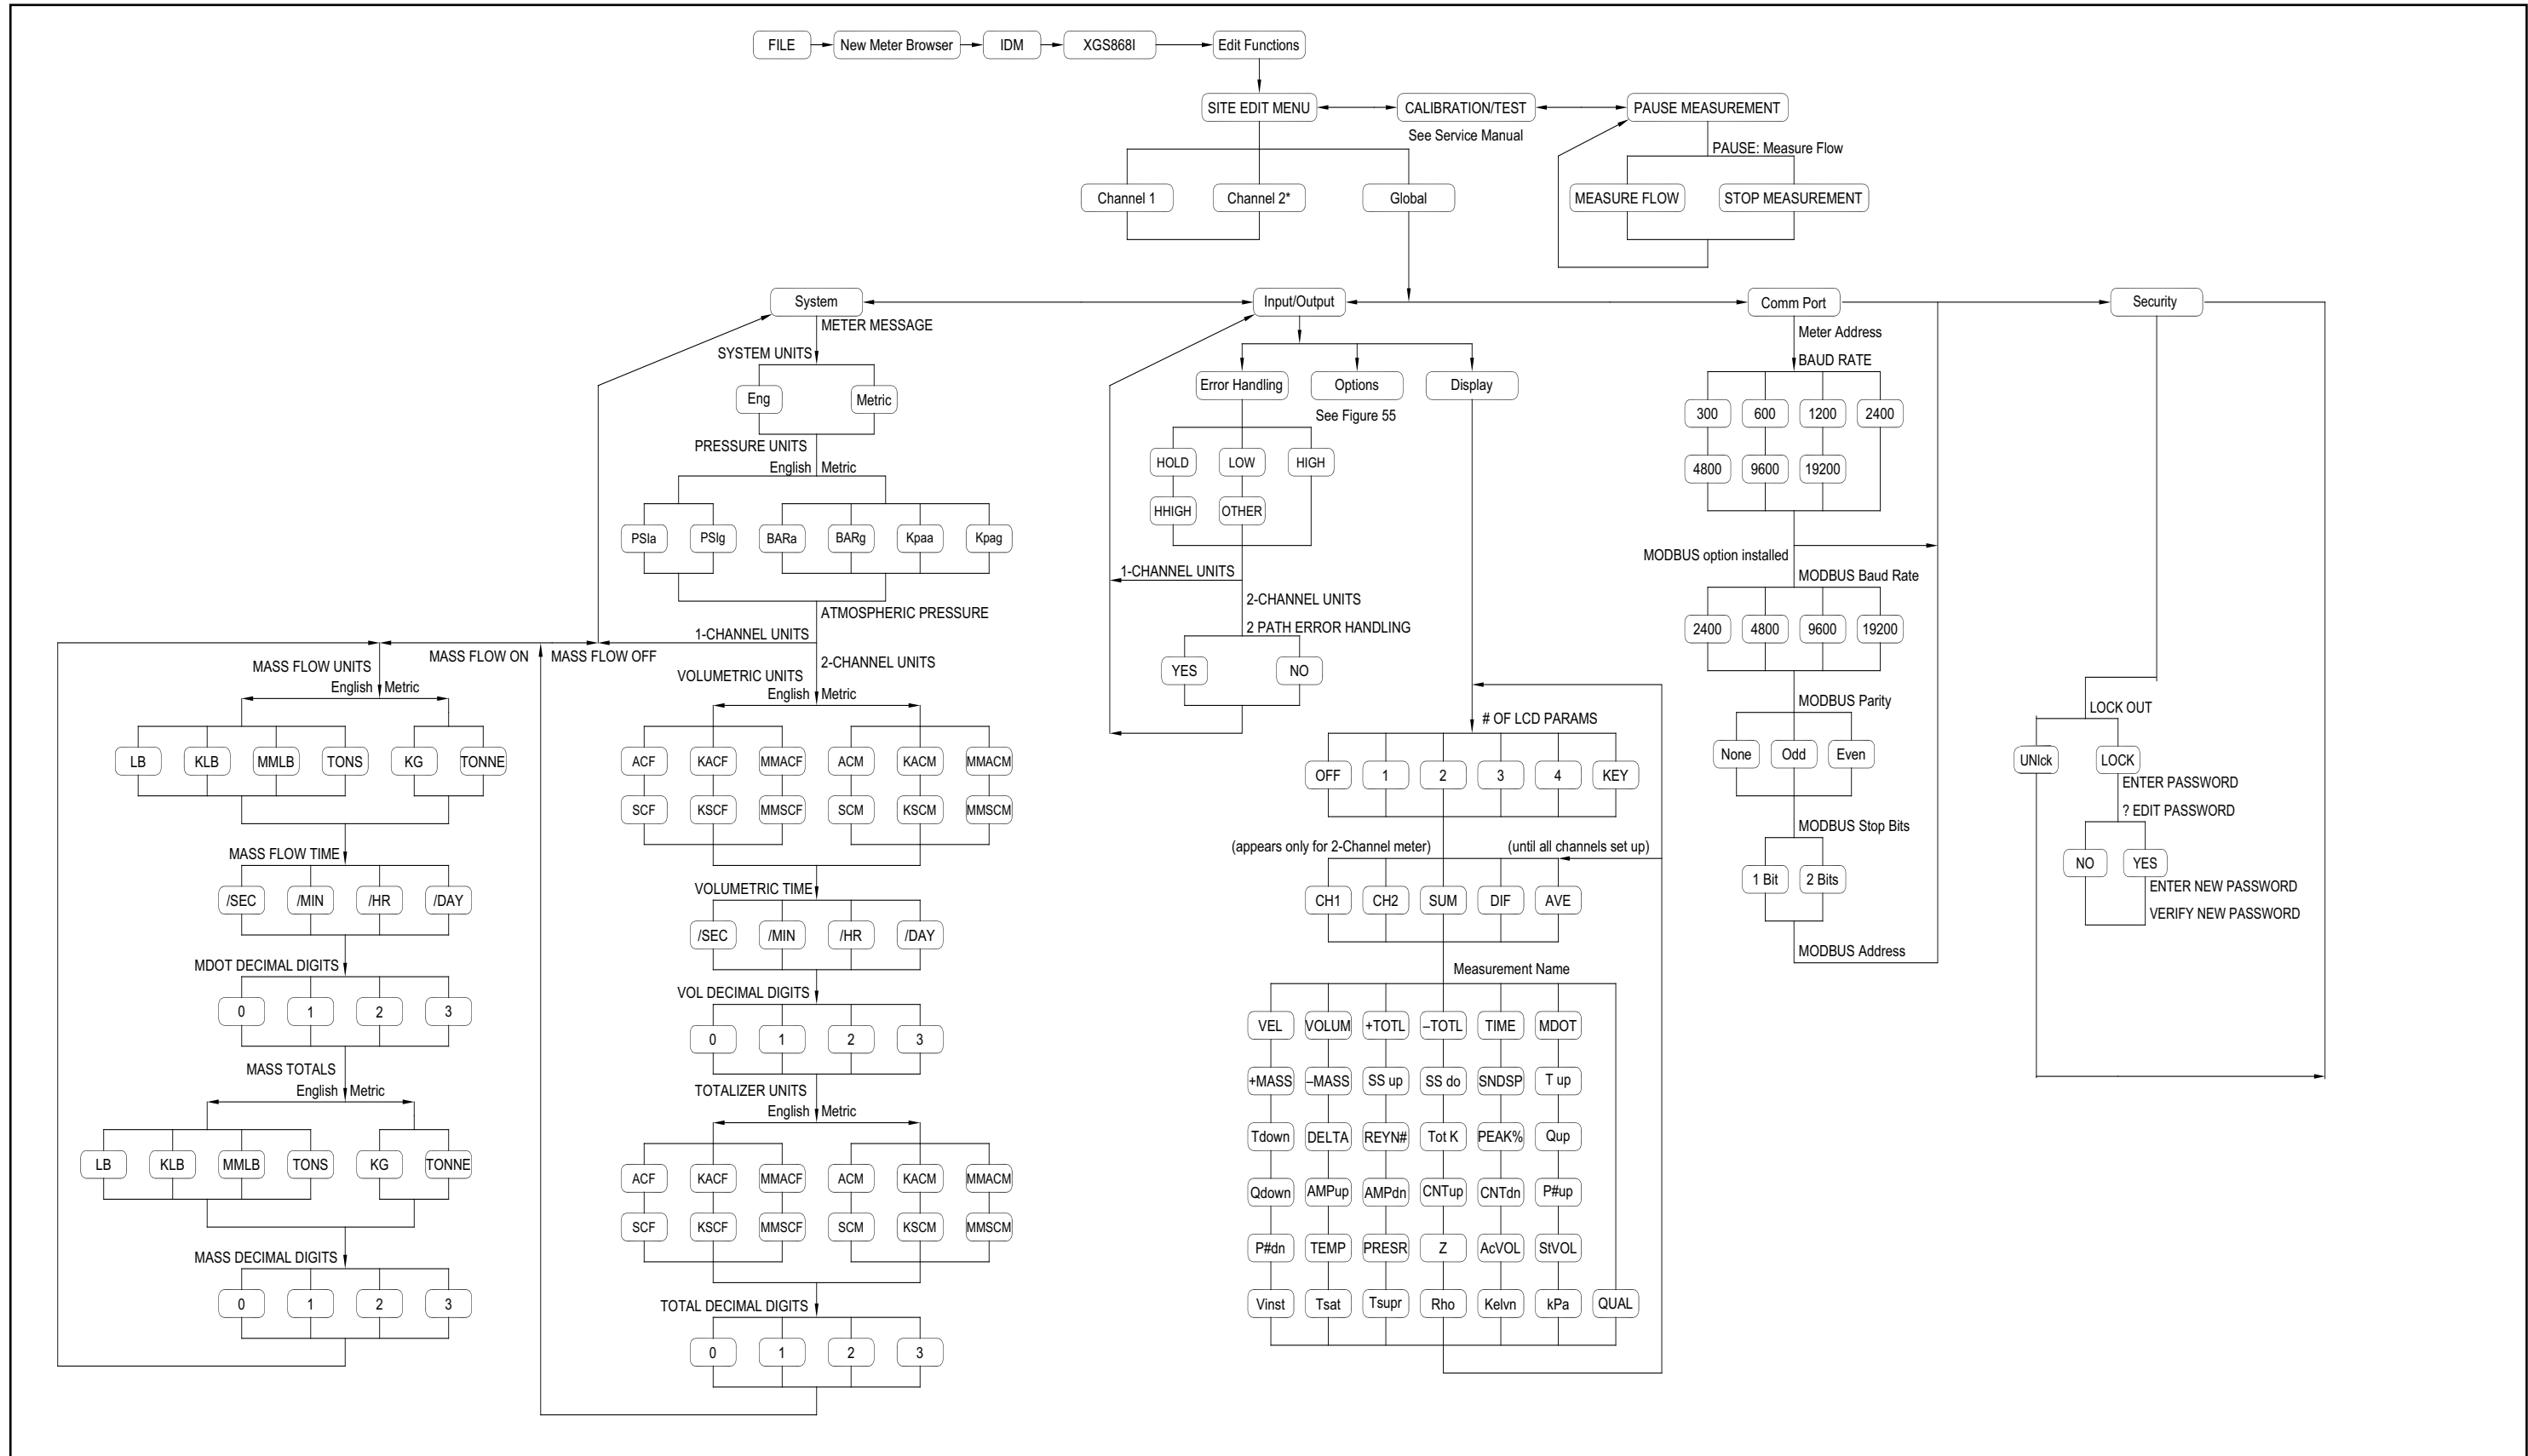 FILE
New Meter Browser
IDM
XGS868I
Edit Functions
SITE EDIT MENU
CALIBRATION/TEST
PAUSE MEASUREMENT
See Service Manual
PAUSE: Measure Flow
Channel 1
Channel 2*
Global
MEASURE FLOW
STOP MEASUREMENT
System
Input/Output
Comm Port
Security
METER MESSAGE
SYSTEM UNITS
Eng
Metric
PRESSURE UNITS
English
Metric
PSIa
PSIg
BARa
BARg
Kpaa
Kpag
ATMOSPHERIC PRESSURE
1-CHANNEL UNITS
MASS FLOW ON
MASS FLOW OFF
2-CHANNEL UNITS
MASS FLOW UNITS
English
Metric
LB
KLB
MMLB
TONS
KG
TONNE
MASS FLOW TIME
/SEC
/MIN
/HR
/DAY
MDOT DECIMAL DIGITS
0
1
2
3
MASS TOTALS
English
Metric
LB
KLB
MMLB
TONS
KG
TONNE
MASS DECIMAL DIGITS
0
1
2
3
VOLUMETRIC UNITS
English
Metric
ACF
KACF
MMACF
ACM
KACM
MMACM
SCF
KSCF
MMSCF
SCM
KSCM
MMSCM
VOLUMETRIC TIME
/SEC
/MIN
/HR
/DAY
VOL DECIMAL DIGITS
0
1
2
3
TOTALIZER UNITS
English
Metric
ACF
KACF
MMACF
ACM
KACM
MMACM
SCF
KSCF
MMSCF
SCM
KSCM
MMSCM
TOTAL DECIMAL DIGITS
0
1
2
3
Error Handling
Options
Display
See Figure 55
HOLD
LOW
HIGH
HHIGH
OTHER
1-CHANNEL UNITS
2-CHANNEL UNITS
2 PATH ERROR HANDLING
YES
NO
# OF LCD PARAMS
OFF
1
2
3
4
KEY
(appears only for 2-Channel meter)
(until all channels set up)
CH1
CH2
SUM
DIF
AVE
Measurement Name
VEL
VOLUM
+TOTL
–TOTL
TIME
MDOT
+MASS
–MASS
SS up
SS do
SNDSP
T up
Tdown
DELTA
REYN#
Tot K
PEAK%
Qup
Qdown
AMPup
AMPdn
CNTup
CNTdn
P#up
P#dn
TEMP
PRESR
Z
AcVOL
StVOL
Vinst
Tsat
Tsupr
Rho
Kelvn
kPa
QUAL
Meter Address
BAUD RATE
300
600
1200
2400
4800
9600
19200
MODBUS option installed
MODBUS Baud Rate
2400
4800
9600
19200
MODBUS Parity
None
Odd
Even
MODBUS Stop Bits
1 Bit
2 Bits
MODBUS Address
LOCK OUT
UNlck
LOCK
ENTER PASSWORD
? EDIT PASSWORD
NO
YES
ENTER NEW PASSWORD
VERIFY NEW PASSWORD